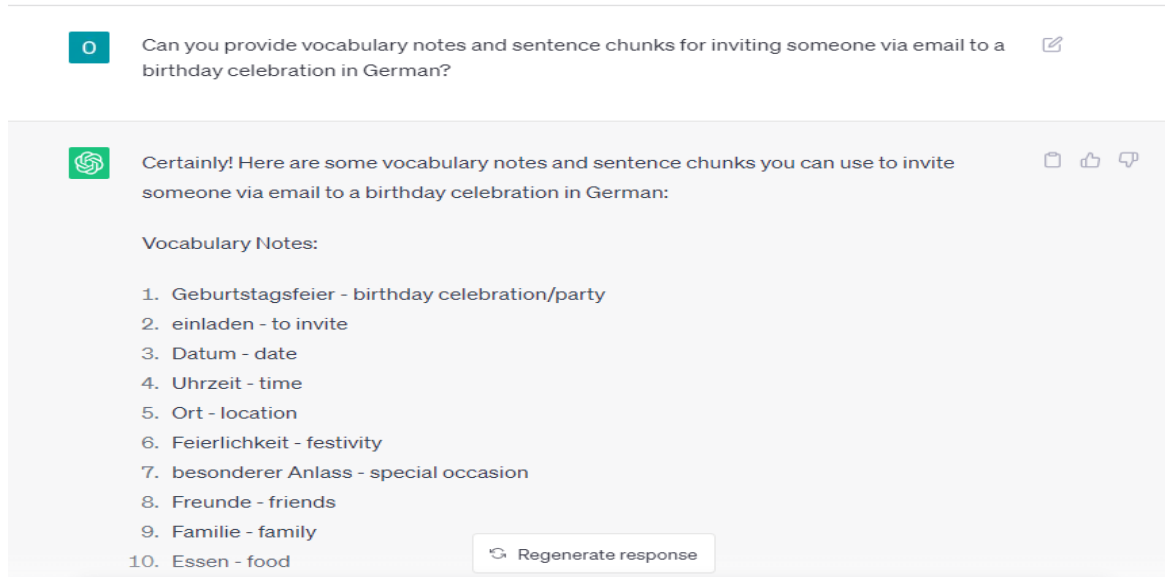 O
Can you provide vocabulary notes and sentence chunks for inviting someone via email to a
birthday celebration in German?
Certainly! Here are some vocabulary notes and sentence chunks you can use to invite
someone via email to a birthday celebration in German:
Vocabulary Notes:
1. Geburtstagsfeier - birthday celebration/party
2. einladen - to invite
3. Datum - date
4. Uhrzeit - time
5. Ort - location
6. Feierlichkeit - festivity
7. besonderer Anlass - special occasion
8. Freunde - friends
9. Familie - family
10. Essen - food
Regenerate response